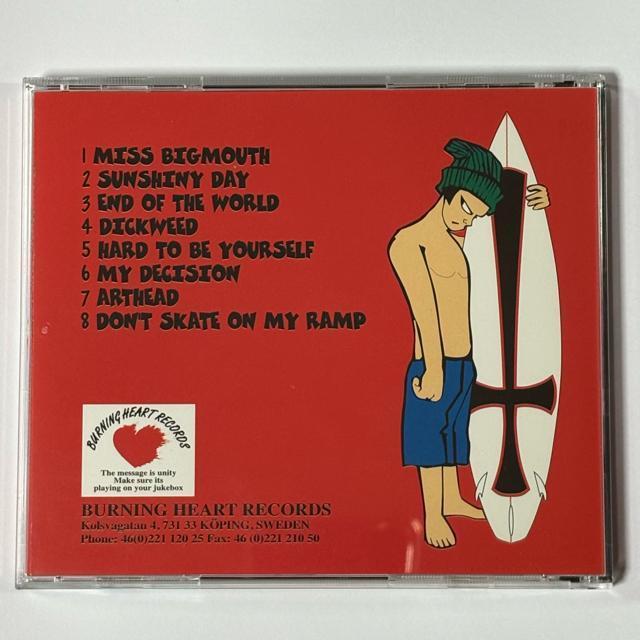 1 MISS BIGMOUTH
2 SUNSHINY DAY
3 END OF THE WORLD
4 DICKWEED
5 HARD TO BE YOURSELF
6 MY DECISION
7 ARTHEAD
8 DON'T SKATE ON MY RAMP
BURNING HEART RECORDS
The message is unity
Make sure its
playing on your jukebox
BURNING HEART RECORDS
Kolsvagatan 4, 731 33 KÖPING, SWEDEN
Phone: 46(0)221 120 25 Fax: 46 (0)221 210 50